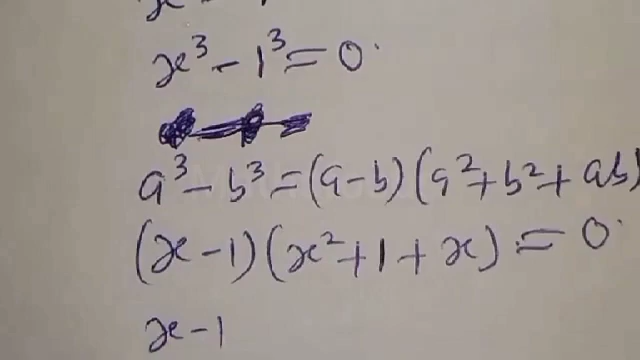 x³ - 1³ = 0
a³ - b³ = (a - b) (a² + b² + ab)
(x - 1) (x² + 1 + x) = 0
x - 1